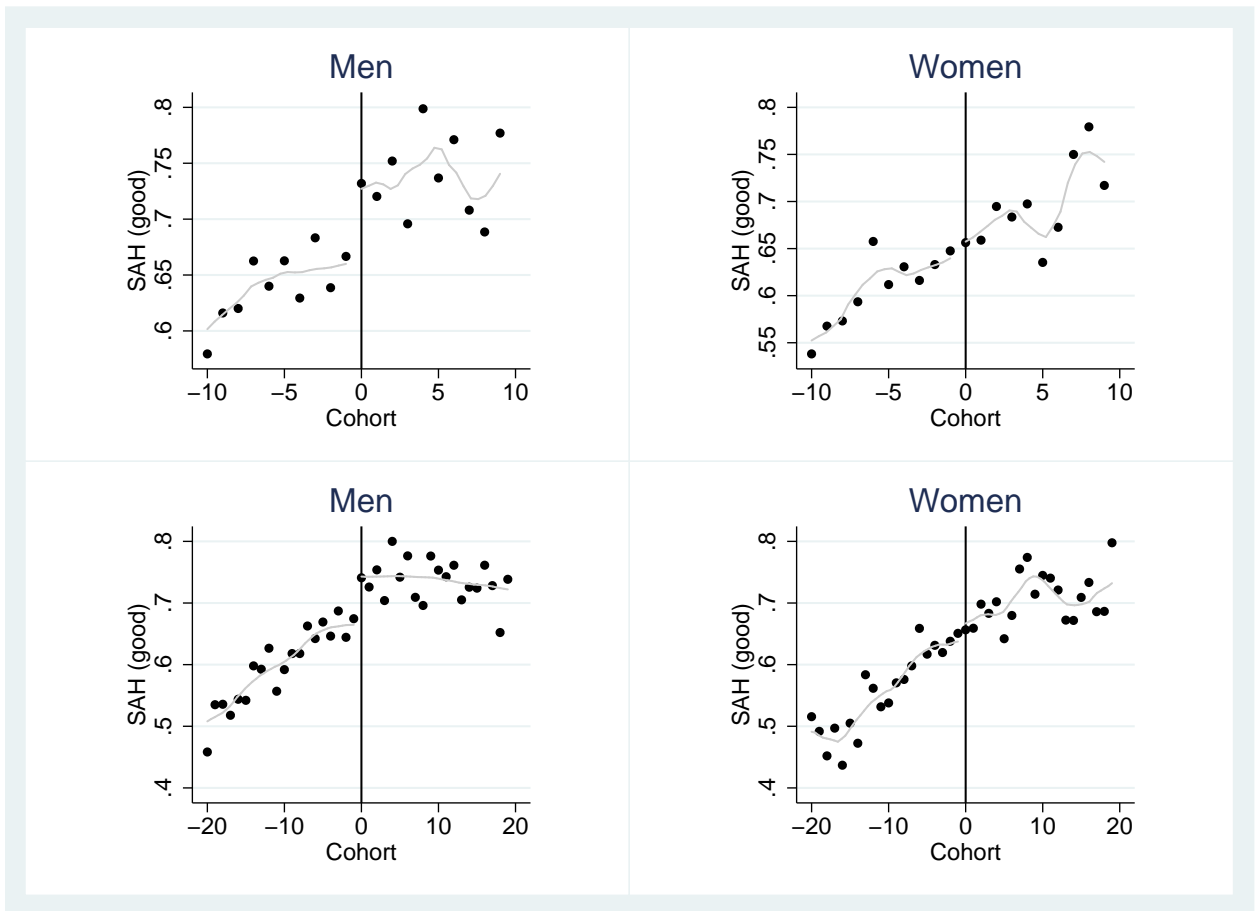 Men
Women
SAH (good)
.6 .65 .7 .75 .8
−10 −5 0 5 10
Cohort
SAH (good)
.55 .6 .65 .7 .75 .8
−10 −5 0 5 10
Cohort
Men
Women
SAH (good)
.4 .5 .6 .7 .8
−20 −10 0 10 20
Cohort
SAH (good)
.4 .5 .6 .7 .8
−20 −10 0 10 20
Cohort